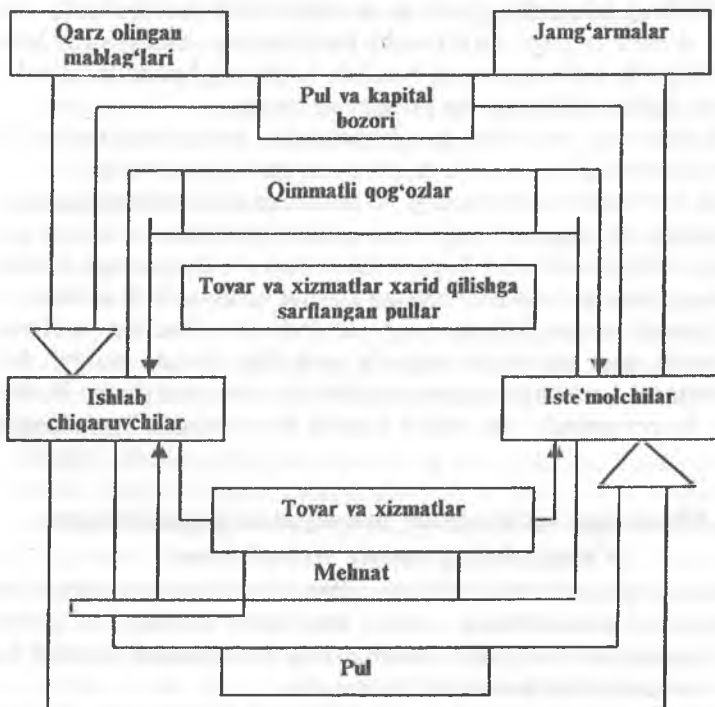 Qarz olingan
mablag‘lari
Jamg‘armalar
Pul va kapital
bozori
Qimmatli qog‘ozlar
Tovar va xizmatlar xarid qilishga
sarflangan pullar
Ishlab
chiqaruvchilar
Iste'molchilar
Tovar va xizmatlar
Mehnat
Pul